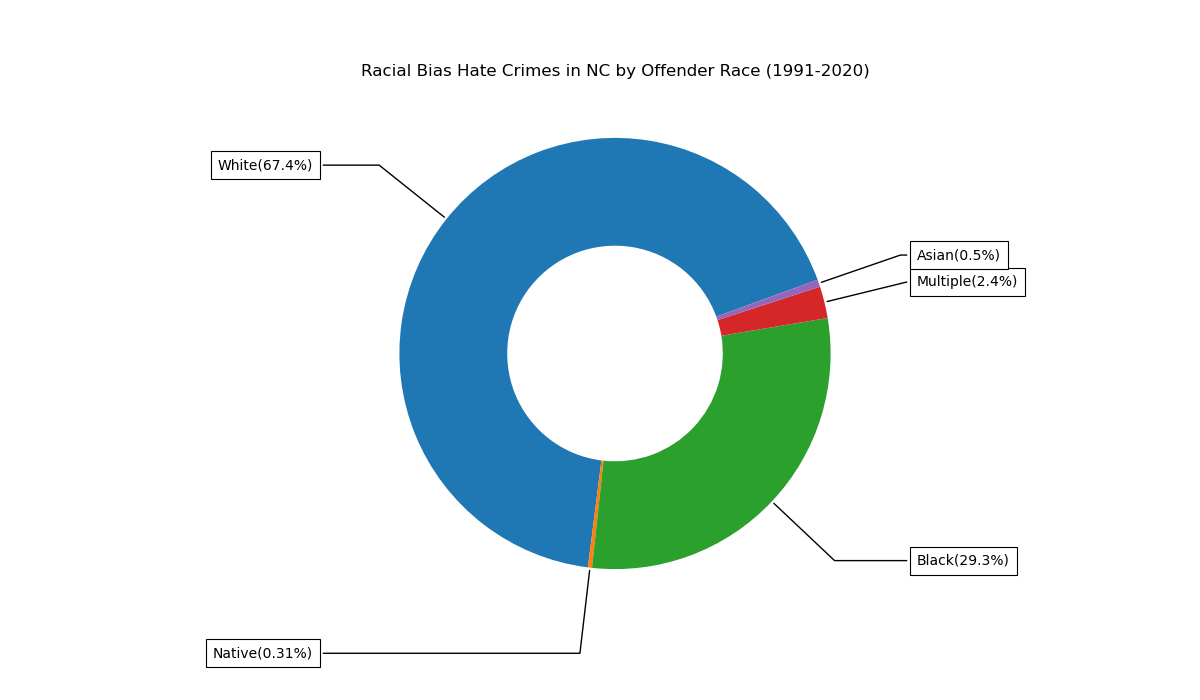 Racial Bias Hate Crimes in NC by Offender Race (1991-2020)
White(67.4%)
Asian(0.5%)
Multiple(2.4%)
Black(29.3%)
Native(0.31%)